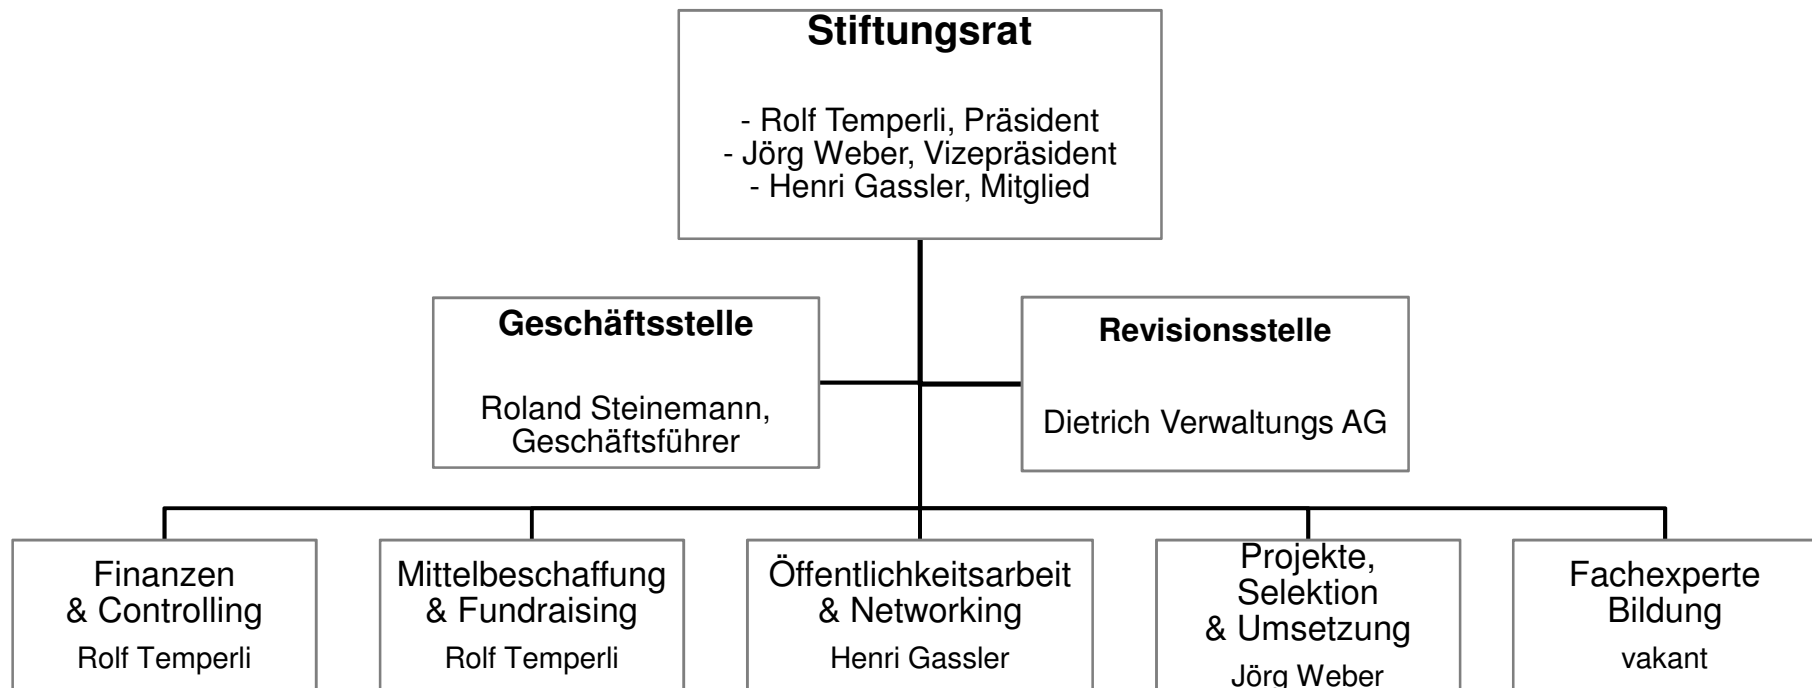 Stiftungsrat
- Rolf Temperli, Präsident
- Jörg Weber, Vizepräsident
- Henri Gassler, Mitglied
Geschäftsstelle
Roland Steinemann,
Geschäftsführer
Revisionsstelle
Dietrich Verwaltungs AG
Finanzen
& Controlling
Rolf Temperli
Mittelbeschaffung
& Fundraising
Rolf Temperli
Öffentlichkeitsarbeit
& Networking
Henri Gassler
Projekte,
Selektion
& Umsetzung
Jörg Weber
Fachexperte
Bildung
vakant